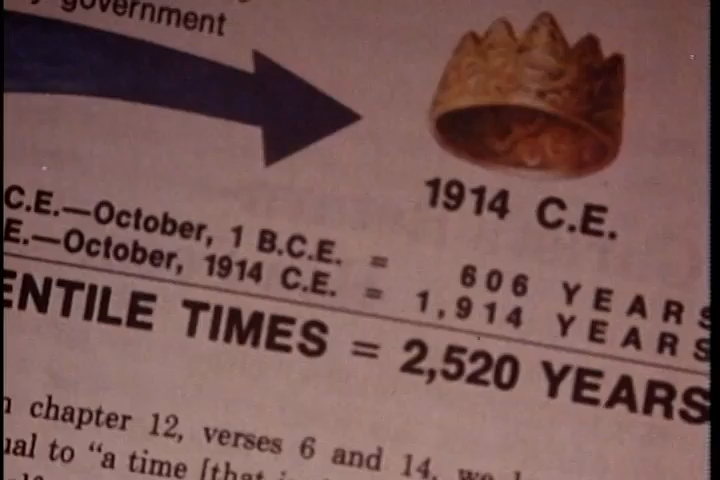 government
1914 C.E.
C.E.—October, 1 B.C.E. = 606 YEARS
E.—October, 1914 C.E. = 1,914 YEARS
ENTILE TIMES = 2,520 YEARS
chapter 12, verses 6 and 14,
ual to “a time [that